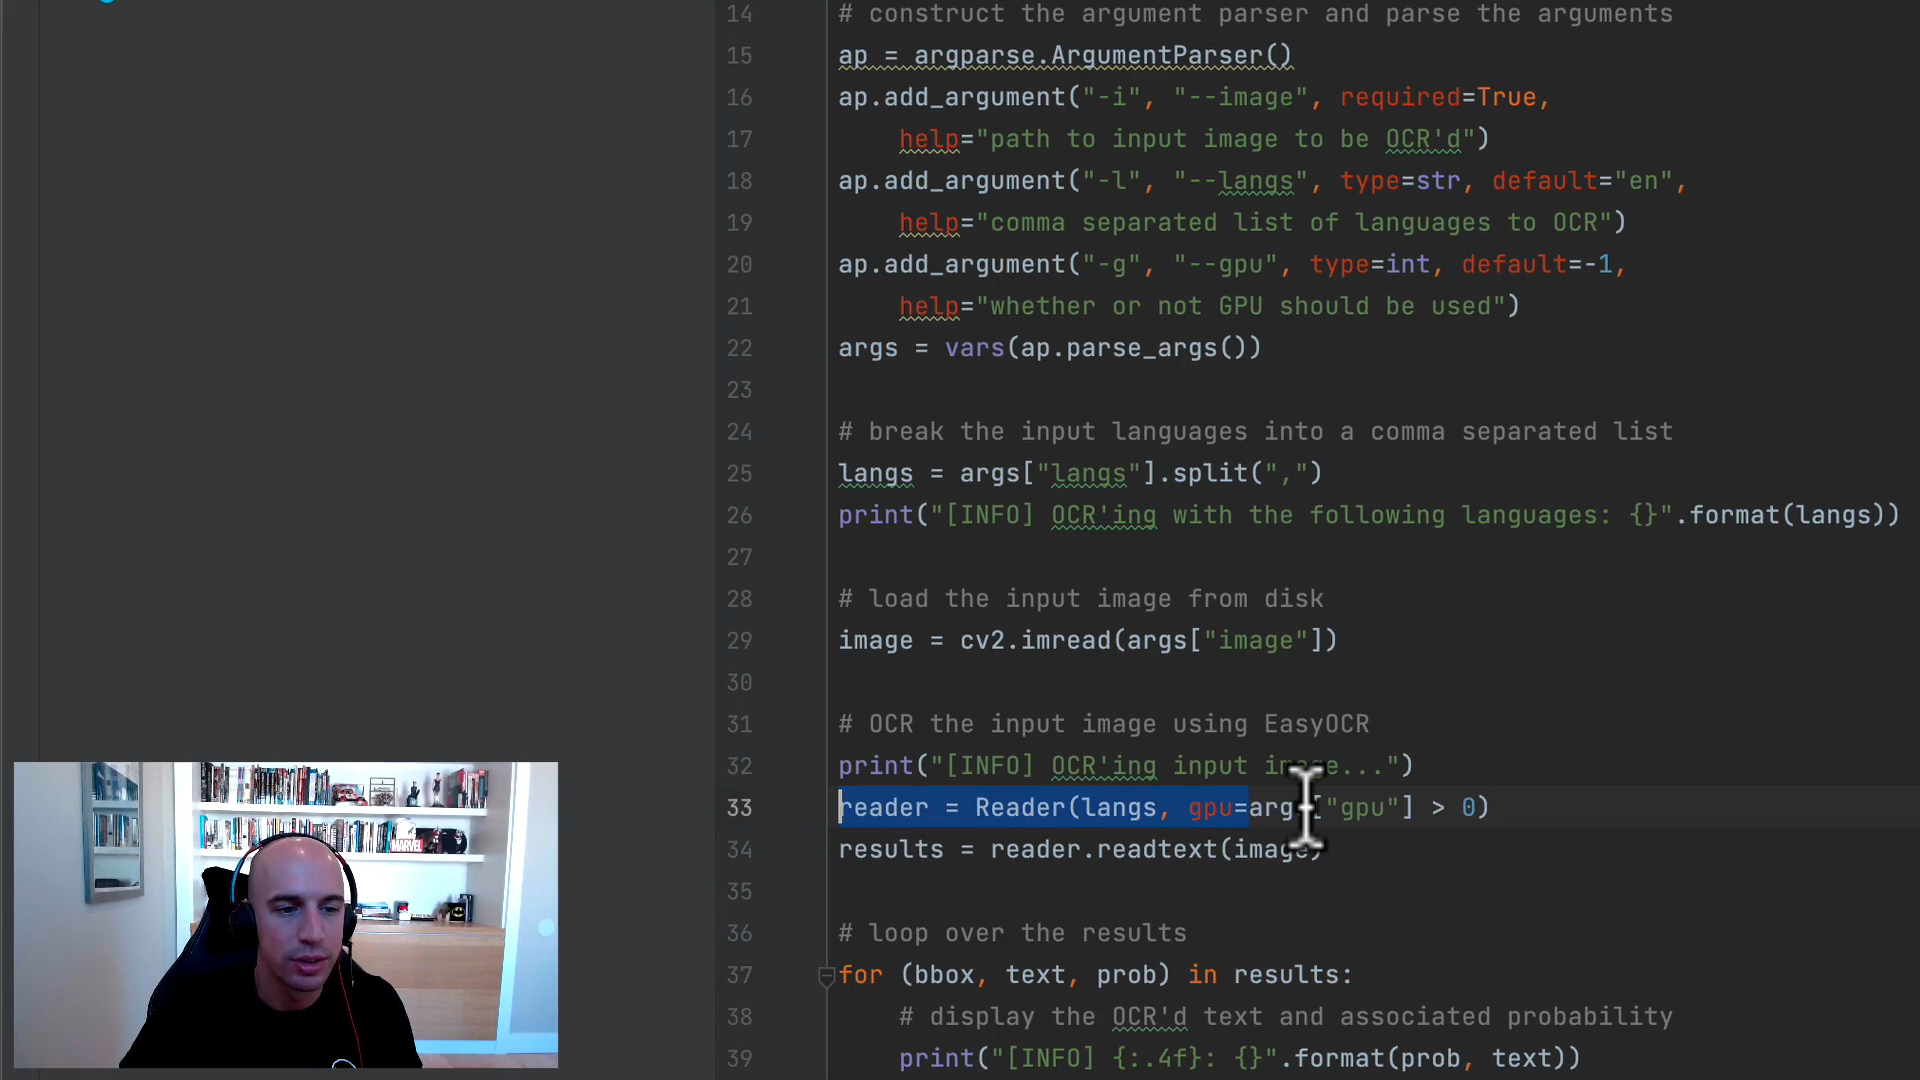 14 # construct the argument parser and parse the arguments
15 ap = argparse.ArgumentParser()
16 ap.add_argument("-i", "--image", required=True,
17 help="path to input image to be OCR'd")
18 ap.add_argument("-l", "--langs", type=str, default="en",
19 help="comma separated list of languages to OCR")
20 ap.add_argument("-g", "--gpu", type=int, default=-1,
21 help="whether or not GPU should be used")
22 args = vars(ap.parse_args())
23
24 # break the input languages into a comma separated list
25 langs = args["langs"].split(",")
26 print("[INFO] OCR'ing with the following languages: {}".format(langs))
27
28 # load the input image from disk
29 image = cv2.imread(args["image"])
30
31 # OCR the input image using EasyOCR
32 print("[INFO] OCR'ing input image...")
33 reader = Reader(langs, gpu=args["gpu"] > 0)
34 results = reader.readtext(image)
35
36 # loop over the results
37 for (bbox, text, prob) in results:
38 # display the OCR'd text and associated probability
39 print("[INFO] {:.4f}: {}".format(prob, text))
MARVEL